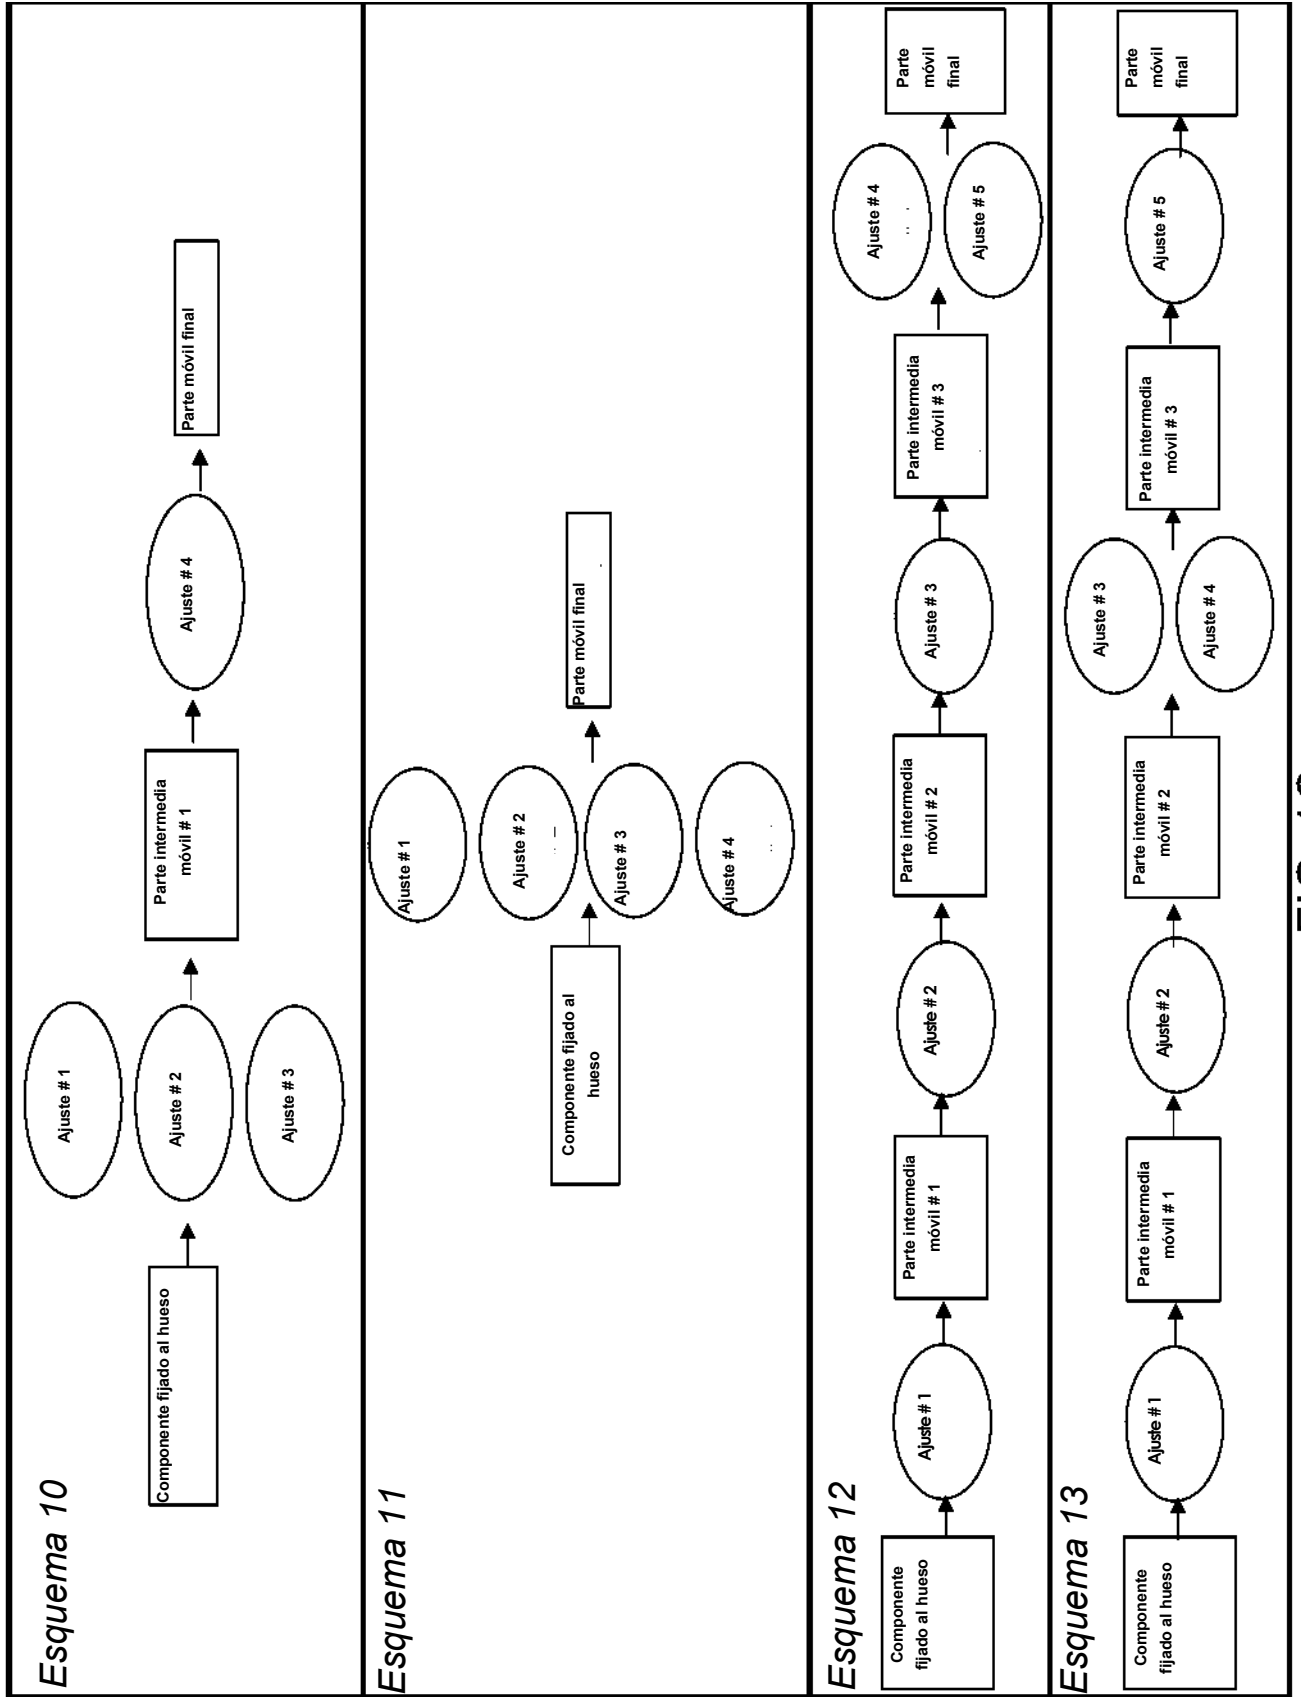 Esquema 10
Componente fijado al hueso
Ajuste # 1
Ajuste # 2
Ajuste # 3
Parte intermedia
móvil # 1
Ajuste # 4
Parte móvil final
Esquema 11
Componente fijado al
hueso
Ajuste # 1
Ajuste # 2
Ajuste # 3
Ajuste # 4
Parte móvil final
Esquema 12
Componente
fijado al hueso
Ajuste # 1
Parte intermedia
móvil # 1
Ajuste # 2
Parte intermedia
móvil # 2
Ajuste # 3
Parte intermedia
móvil # 3
Ajuste # 4
Ajuste # 5
Parte
móvil
final
Esquema 13
Componente
fijado al hueso
Ajuste # 1
Parte intermedia
móvil # 1
Ajuste # 2
Parte intermedia
móvil # 2
Ajuste # 3
Ajuste # 4
Parte intermedia
móvil # 3
Ajuste # 5
Parte
móvil
final